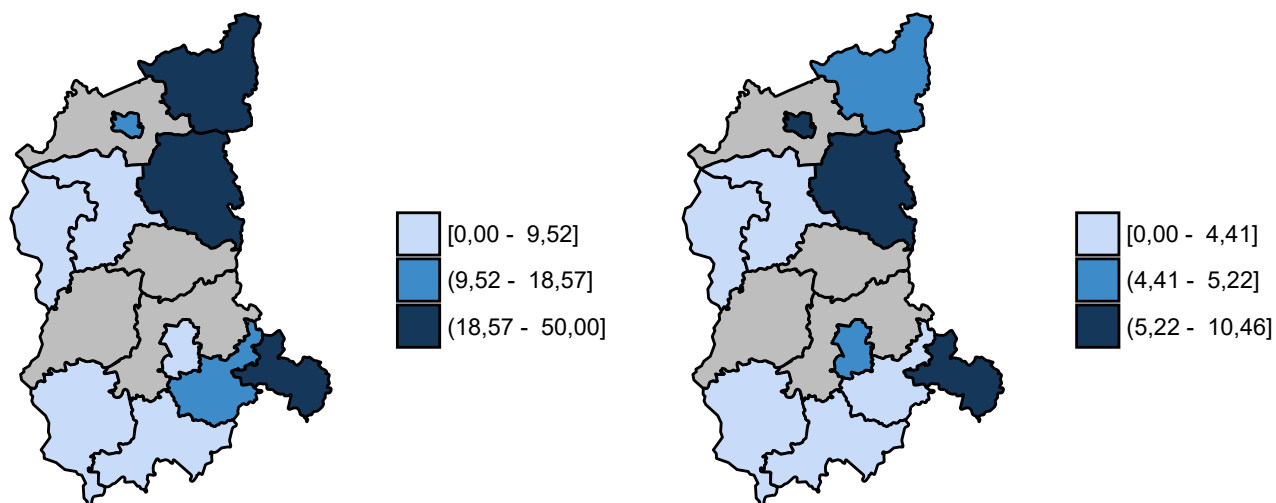 [0,00 - 9,52]
(9,52 - 18,57]
(18,57 - 50,00]
[0,00 - 4,41]
(4,41 - 5,22]
(5,22 - 10,46]